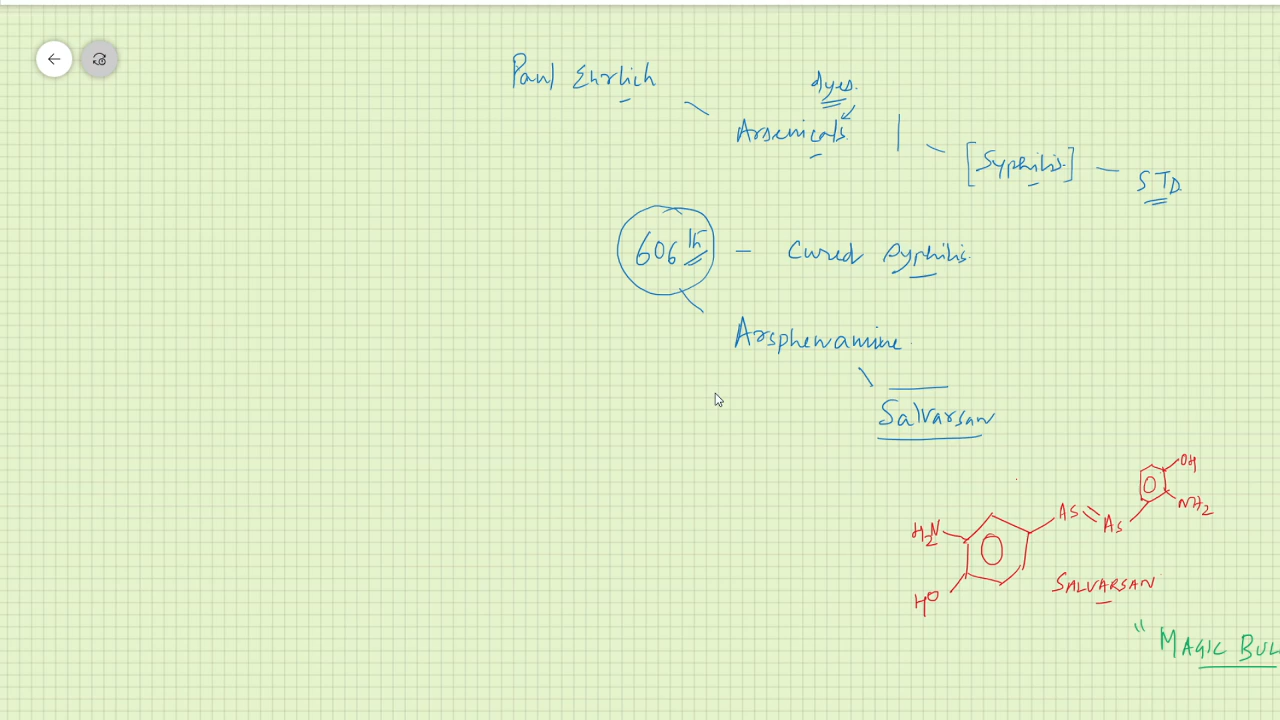 Paul Ehrlich
dyes.
Arsenicals
[Syphilis] - STD
606th - Cured Syphilis.
Arsphenamine
Salvarsan
OH
NH2
As
As
H2N
HO
SALVARSAN
" MAGIC BUL